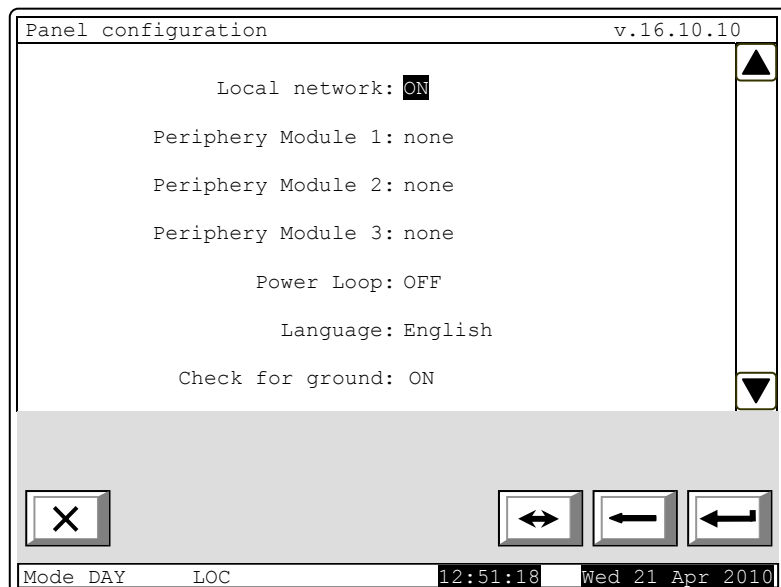 Panel configuration v.16.10.10
Local network: ON
Periphery Module 1: none
Periphery Module 2: none
Periphery Module 3: none
Power Loop: OFF
Language: English
Check for ground: ON
Mode DAY LOC 12:51:18 Wed 21 Apr 2010